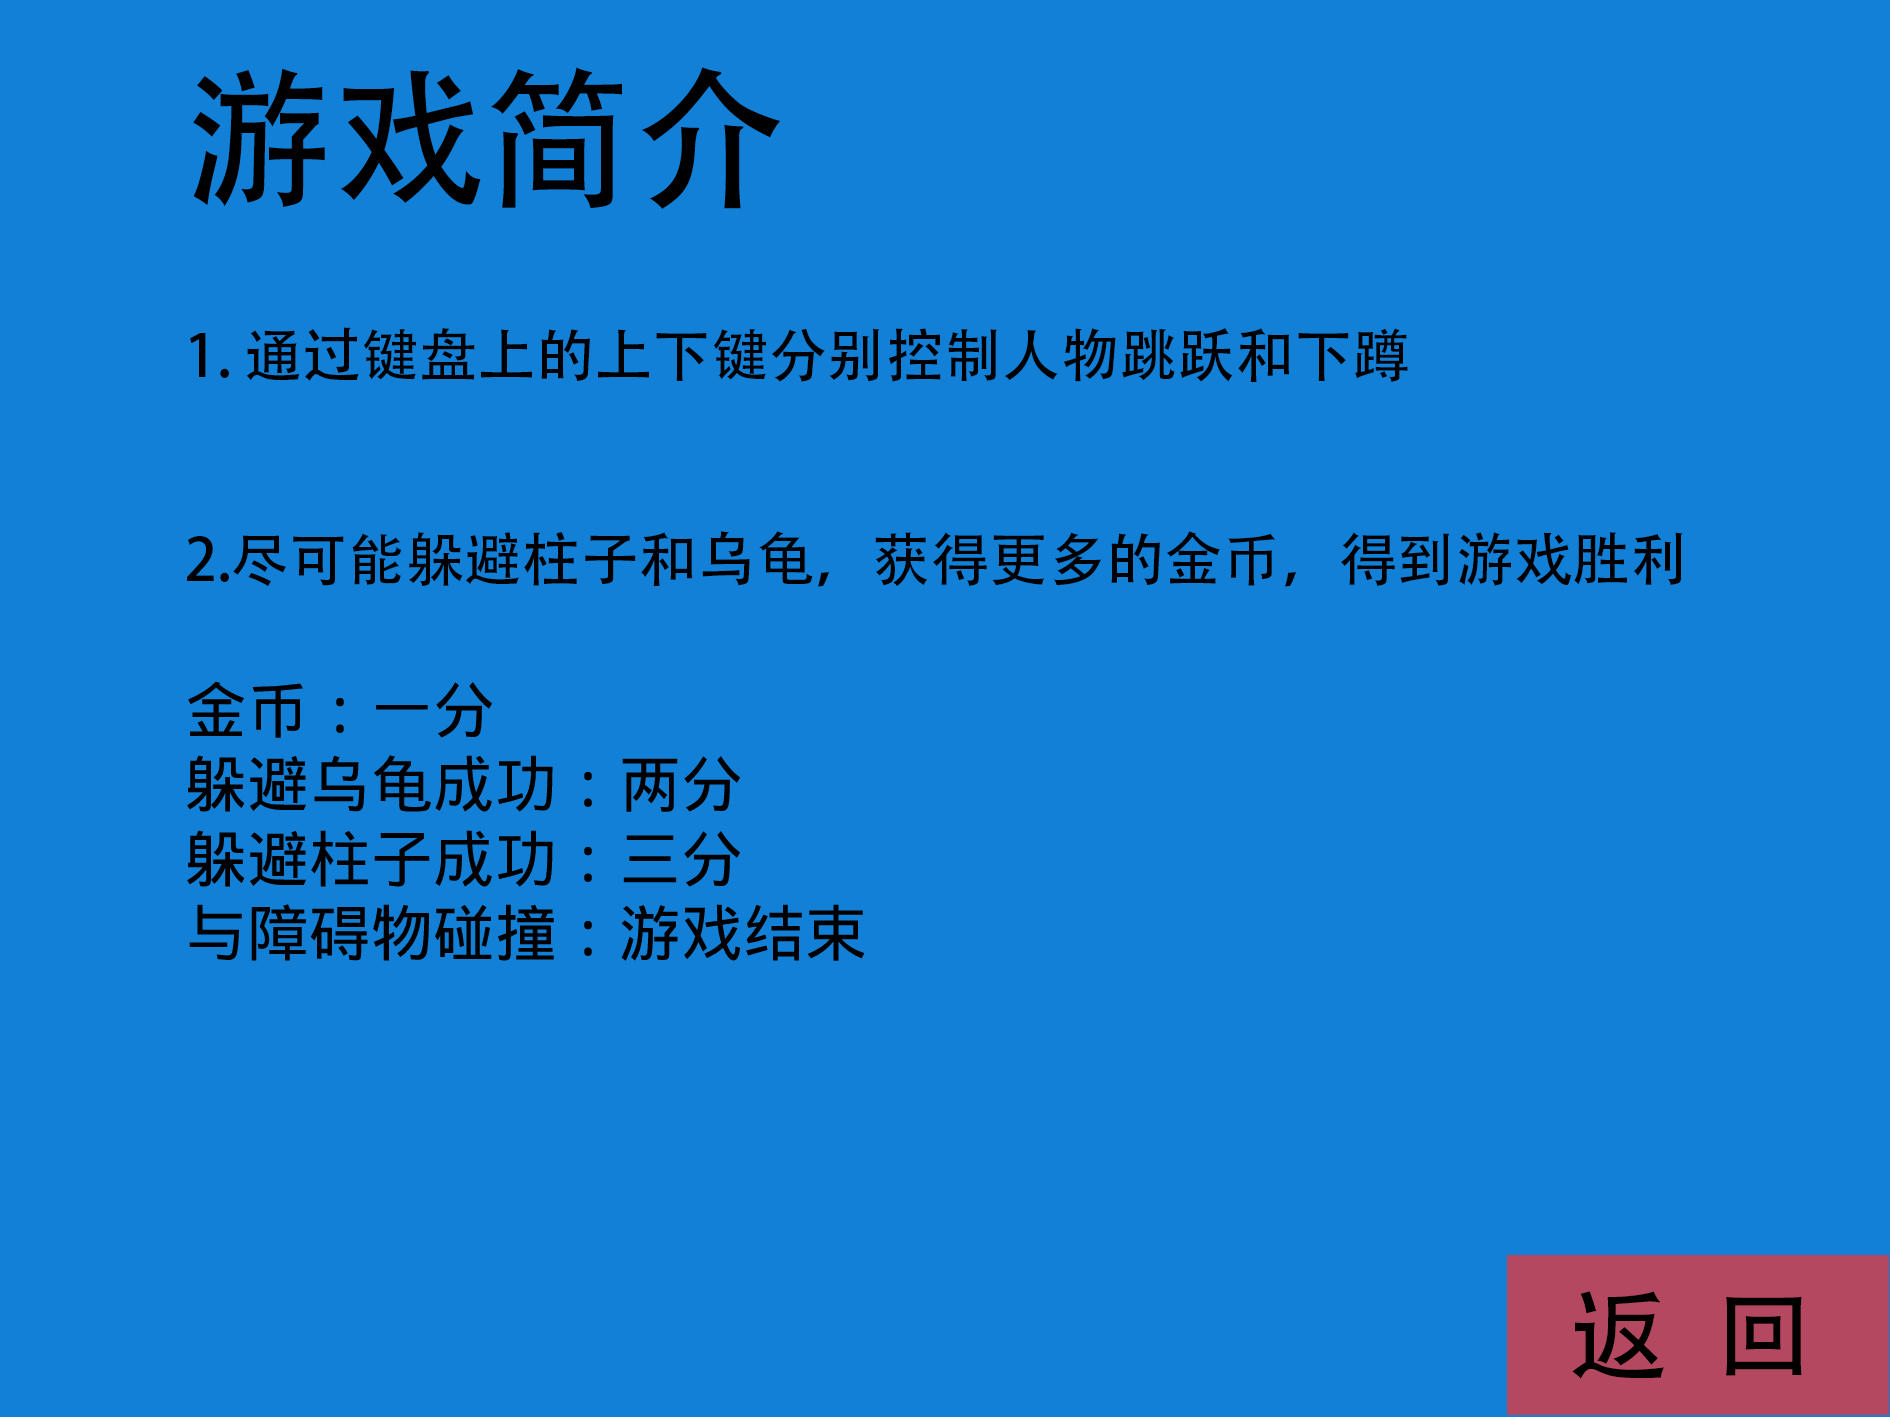 游戏简介
1. 通过键盘上的上下键分别控制人物跳跃和下蹲
2.尽可能躲避柱子和乌龟，获得更多的金币，得到游戏胜利
金币：一分
躲避乌龟成功：两分
躲避柱子成功：三分
与障碍物碰撞：游戏结束
返 回